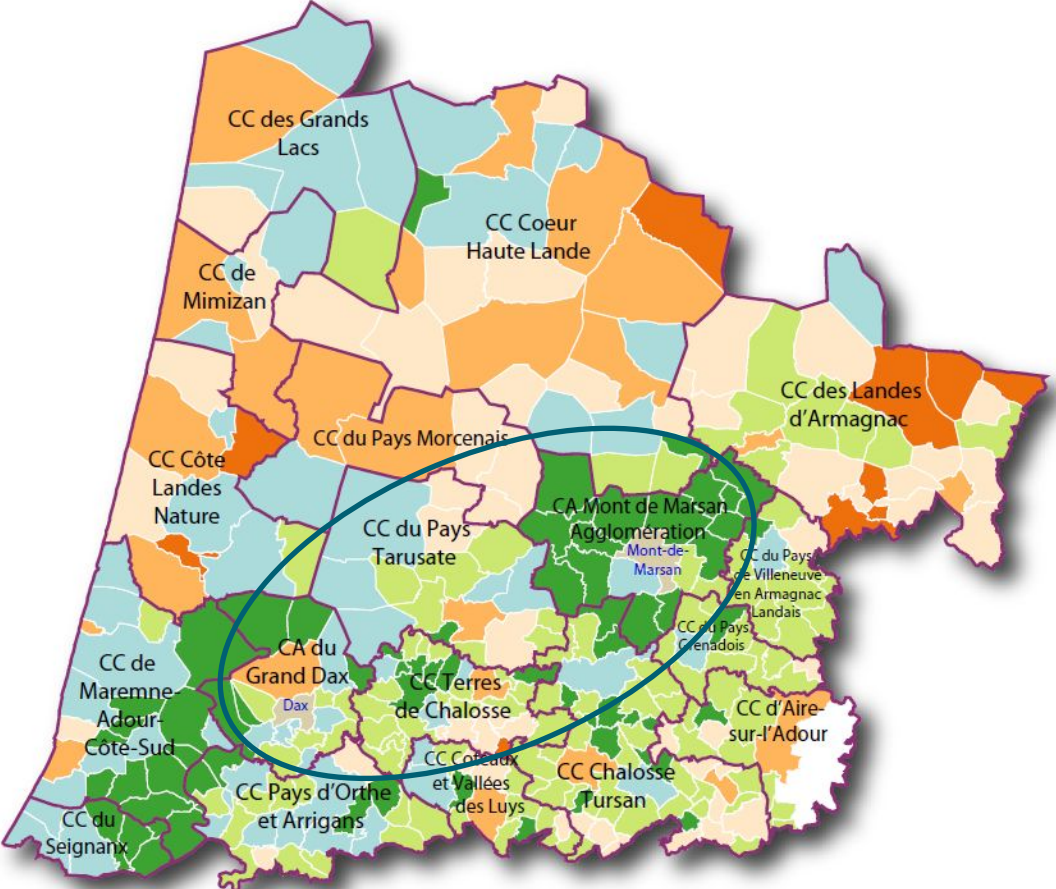 CC des Grands
Lacs
CC Coeur
Haute Lande
CC de
Mimizan
CC des Landes
d'Armagnac
CC du Pays Morcenais
CC Côte
Landes
Nature
CC du Pays
Tarusate
CA Mont de Marsan
Agglomération
Mont-de-
Marsan
CC du Pays
de Villeneuve
en Armagnac
Landais
CC du Pays
Grenadois
CA du
Grand Dax
Dax
CC de
Maremne-
Adour-
Côte-Sud
CC Terres
de Chalosse
CC d'Aire-
sur-l'Adour
CC Coteaux
et Vallées
des Luys
CC Chalosse
Tursan
CC Pays d'Orthe
et Arrigans
CC du
Seignanx